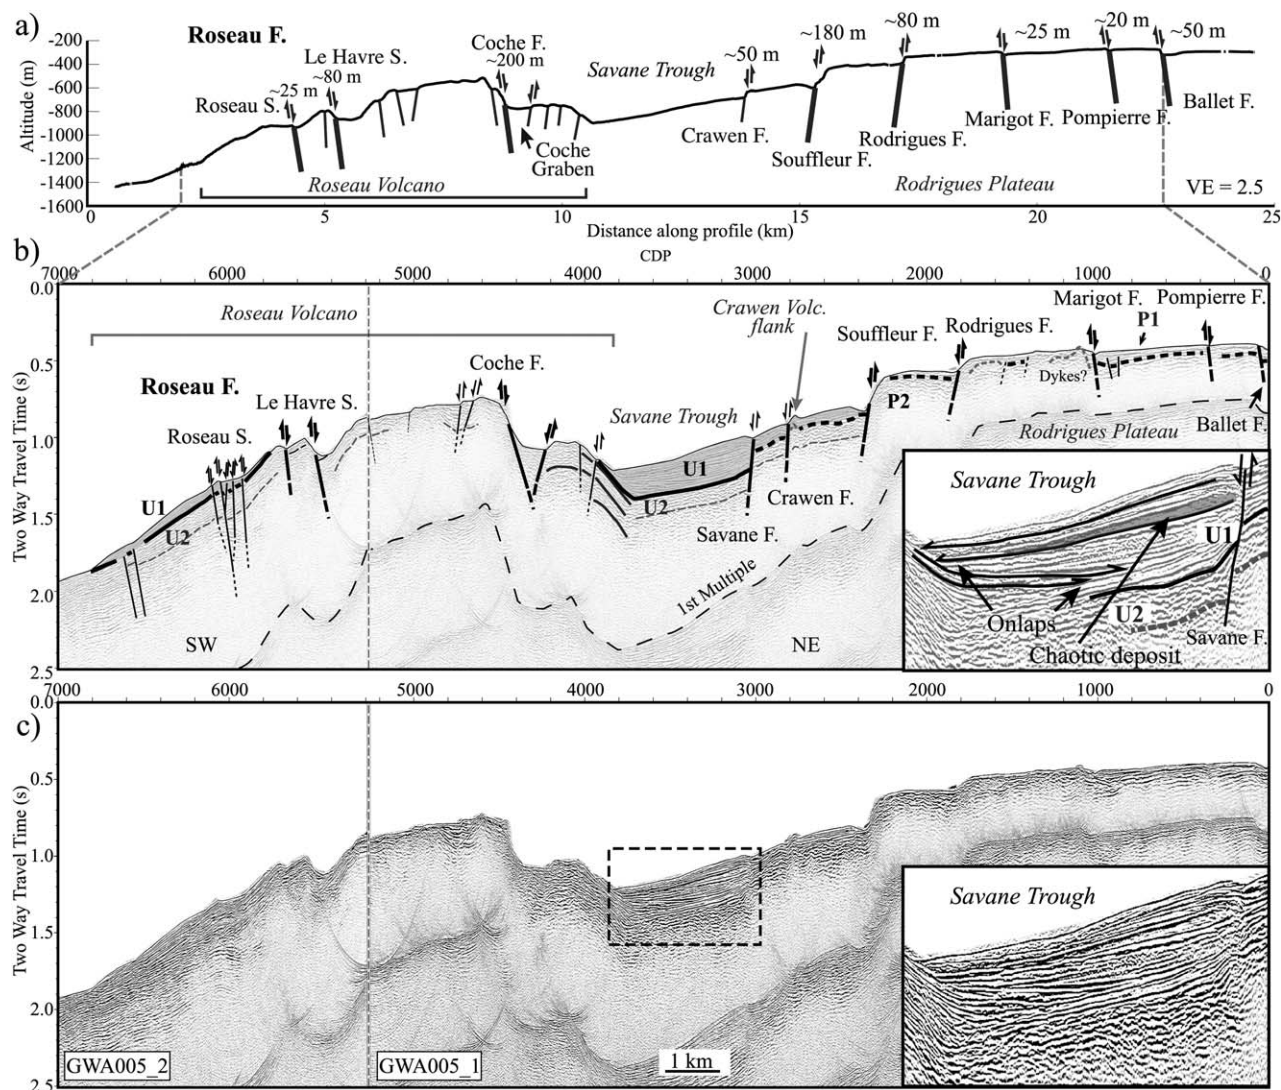 a)
Roseau F.
-200
-400
-600
-800
-1000
-1200
-1400
-1600
Altitude (m)
Roseau S.
~25 m
Le Havre S.
~80 m
Coche F.
~200 m
Savane Trough
~50 m
~180 m
~80 m
~25 m
~20 m
~50 m
Coche
Graben
Crawen F.
Souffleur F.
Rodrigues F.
Marigot F.
Pompierre F.
Ballet F.
Roseau Volcano
Rodrigues Plateau
VE = 2.5
0
5
10
15
20
25
Distance along profile (km)
b)
CDP
7000
6000
5000
4000
3000
2000
1000
0
0.0
0.5
1.0
1.5
2.0
2.5
Two Way Travel Time (s)
Roseau Volcano
Roseau F.
Le Havre S.
Roseau S.
Coche F.
Savane Trough
Crawen Volc.
flank
Souffleur F.
Rodrigues F.
Marigot F.
Pompierre F.
P1
P2
Dykes?
Rodrigues Plateau
Ballet F.
U1
U2
U1
U2
Savane F.
Crawen F.
1st Multiple
SW
NE
Savane Trough
U1
U2
Onlaps
Chaotic deposit
Savane F.
7000
6000
5000
4000
3000
2000
1000
0
c)
0.0
0.5
1.0
1.5
2.0
2.5
Two Way Travel Time (s)
Savane Trough
GWA005_2
GWA005_1
1 km